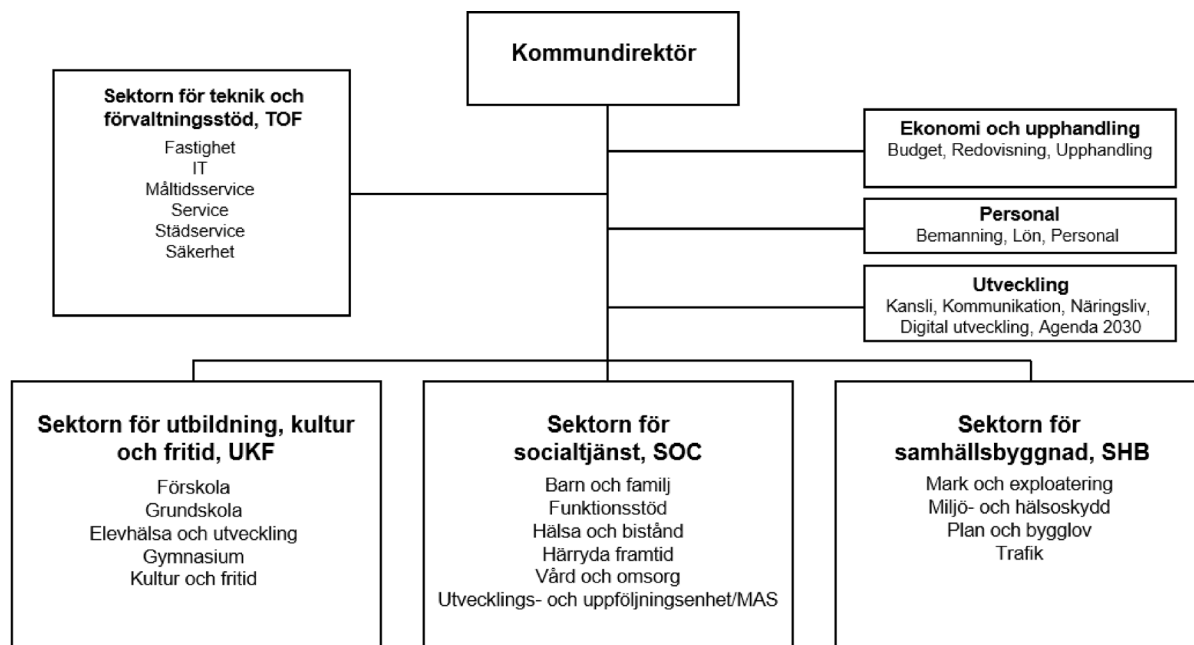 Kommundirektör
Sektorn för teknik och
förvaltningsstöd, TOF
Fastighet
IT
Måltidsservice
Service
Städservice
Säkerhet
Ekonomi och upphandling
Budget, Redovisning, Upphandling
Personal
Bemanning, Lön, Personal
Utveckling
Kansli, Kommunikation, Näringsliv,
Digital utveckling, Agenda 2030
Sektorn för utbildning, kultur
och fritid, UKF
Förskola
Grundskola
Elevhälsa och utveckling
Gymnasium
Kultur och fritid
Sektorn för
socialtjänst, SOC
Barn och familj
Funktionsstöd
Hälsa och bistånd
Härryda framtid
Vård och omsorg
Utvecklings- och uppföljningsenhet/MAS
Sektorn för
samhällsbyggnad, SHB
Mark och exploatering
Miljö- och hälsoskydd
Plan och bygglov
Trafik